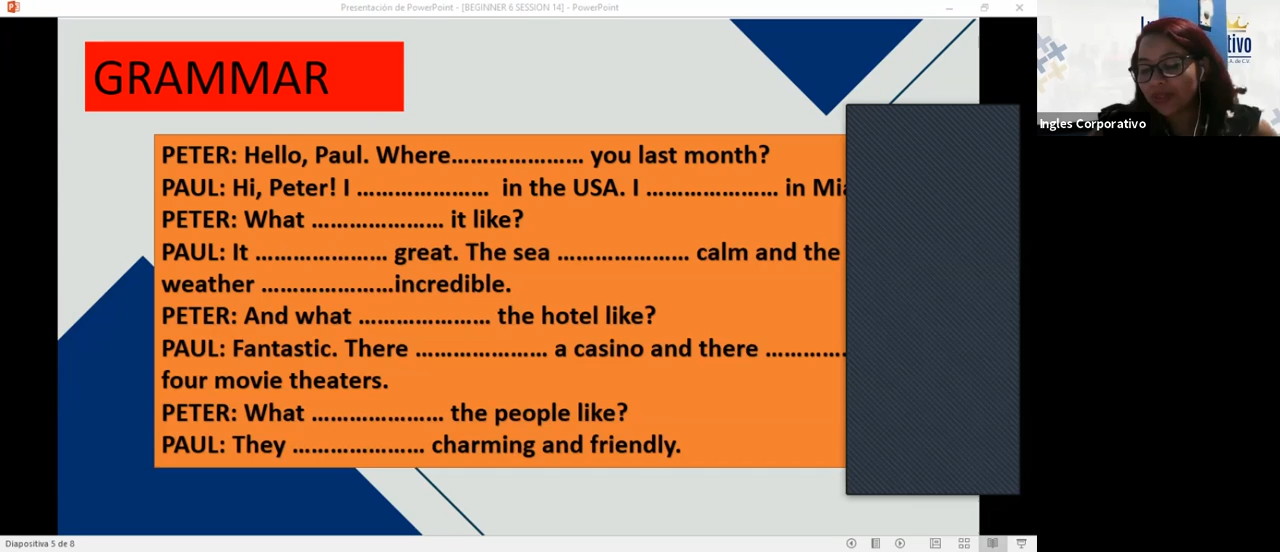 Presentación de PowerPoint - [BEGINNER 6 SESSION 14] - PowerPoint
GRAMMAR
PETER: Hello, Paul. Where………………… you last month?
PAUL: Hi, Peter! I ………………… in the USA. I ………………… in
PETER: What ………………… it like?
PAUL: It ………………… great. The sea ………………… calm and the
weather …………………incredible.
PETER: And what ………………… the hotel like?
PAUL: Fantastic. There ………………… a casino and there ………….
four movie theaters.
PETER: What ………………… the people like?
PAUL: They ………………… charming and friendly.
Ingles Corporativo
Diapositiva 5 de 8